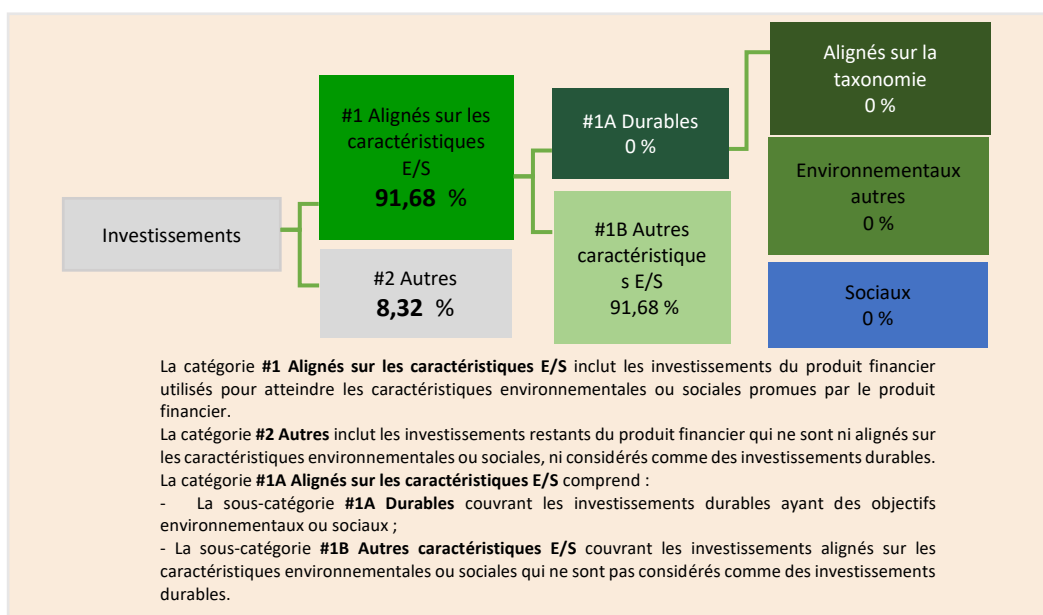 Investissements
#1 Alignés sur les
caractéristiques
E/S
91,68 %
#2 Autres
8,32 %
#1A Durables
0 %
#1B Autres
caractéristique
s E/S
91,68 %
Alignés sur la
taxonomie
0 %
Environnementaux
autres
0 %
Sociaux
0 %
La catégorie #1 Alignés sur les caractéristiques E/S inclut les investissements du produit financier
utilisés pour atteindre les caractéristiques environnementales ou sociales promues par le produit
financier.
La catégorie #2 Autres inclut les investissements restants du produit financier qui ne sont ni alignés sur
les caractéristiques environnementales ou sociales, ni considérés comme des investissements durables.
La catégorie #1A Alignés sur les caractéristiques E/S comprend :
- La sous-catégorie #1A Durables couvrant les investissements durables ayant des objectifs
environnementaux ou sociaux ;
- La sous-catégorie #1B Autres caractéristiques E/S couvrant les investissements alignés sur les
caractéristiques environnementales ou sociales qui ne sont pas considérés comme des investissements
durables.